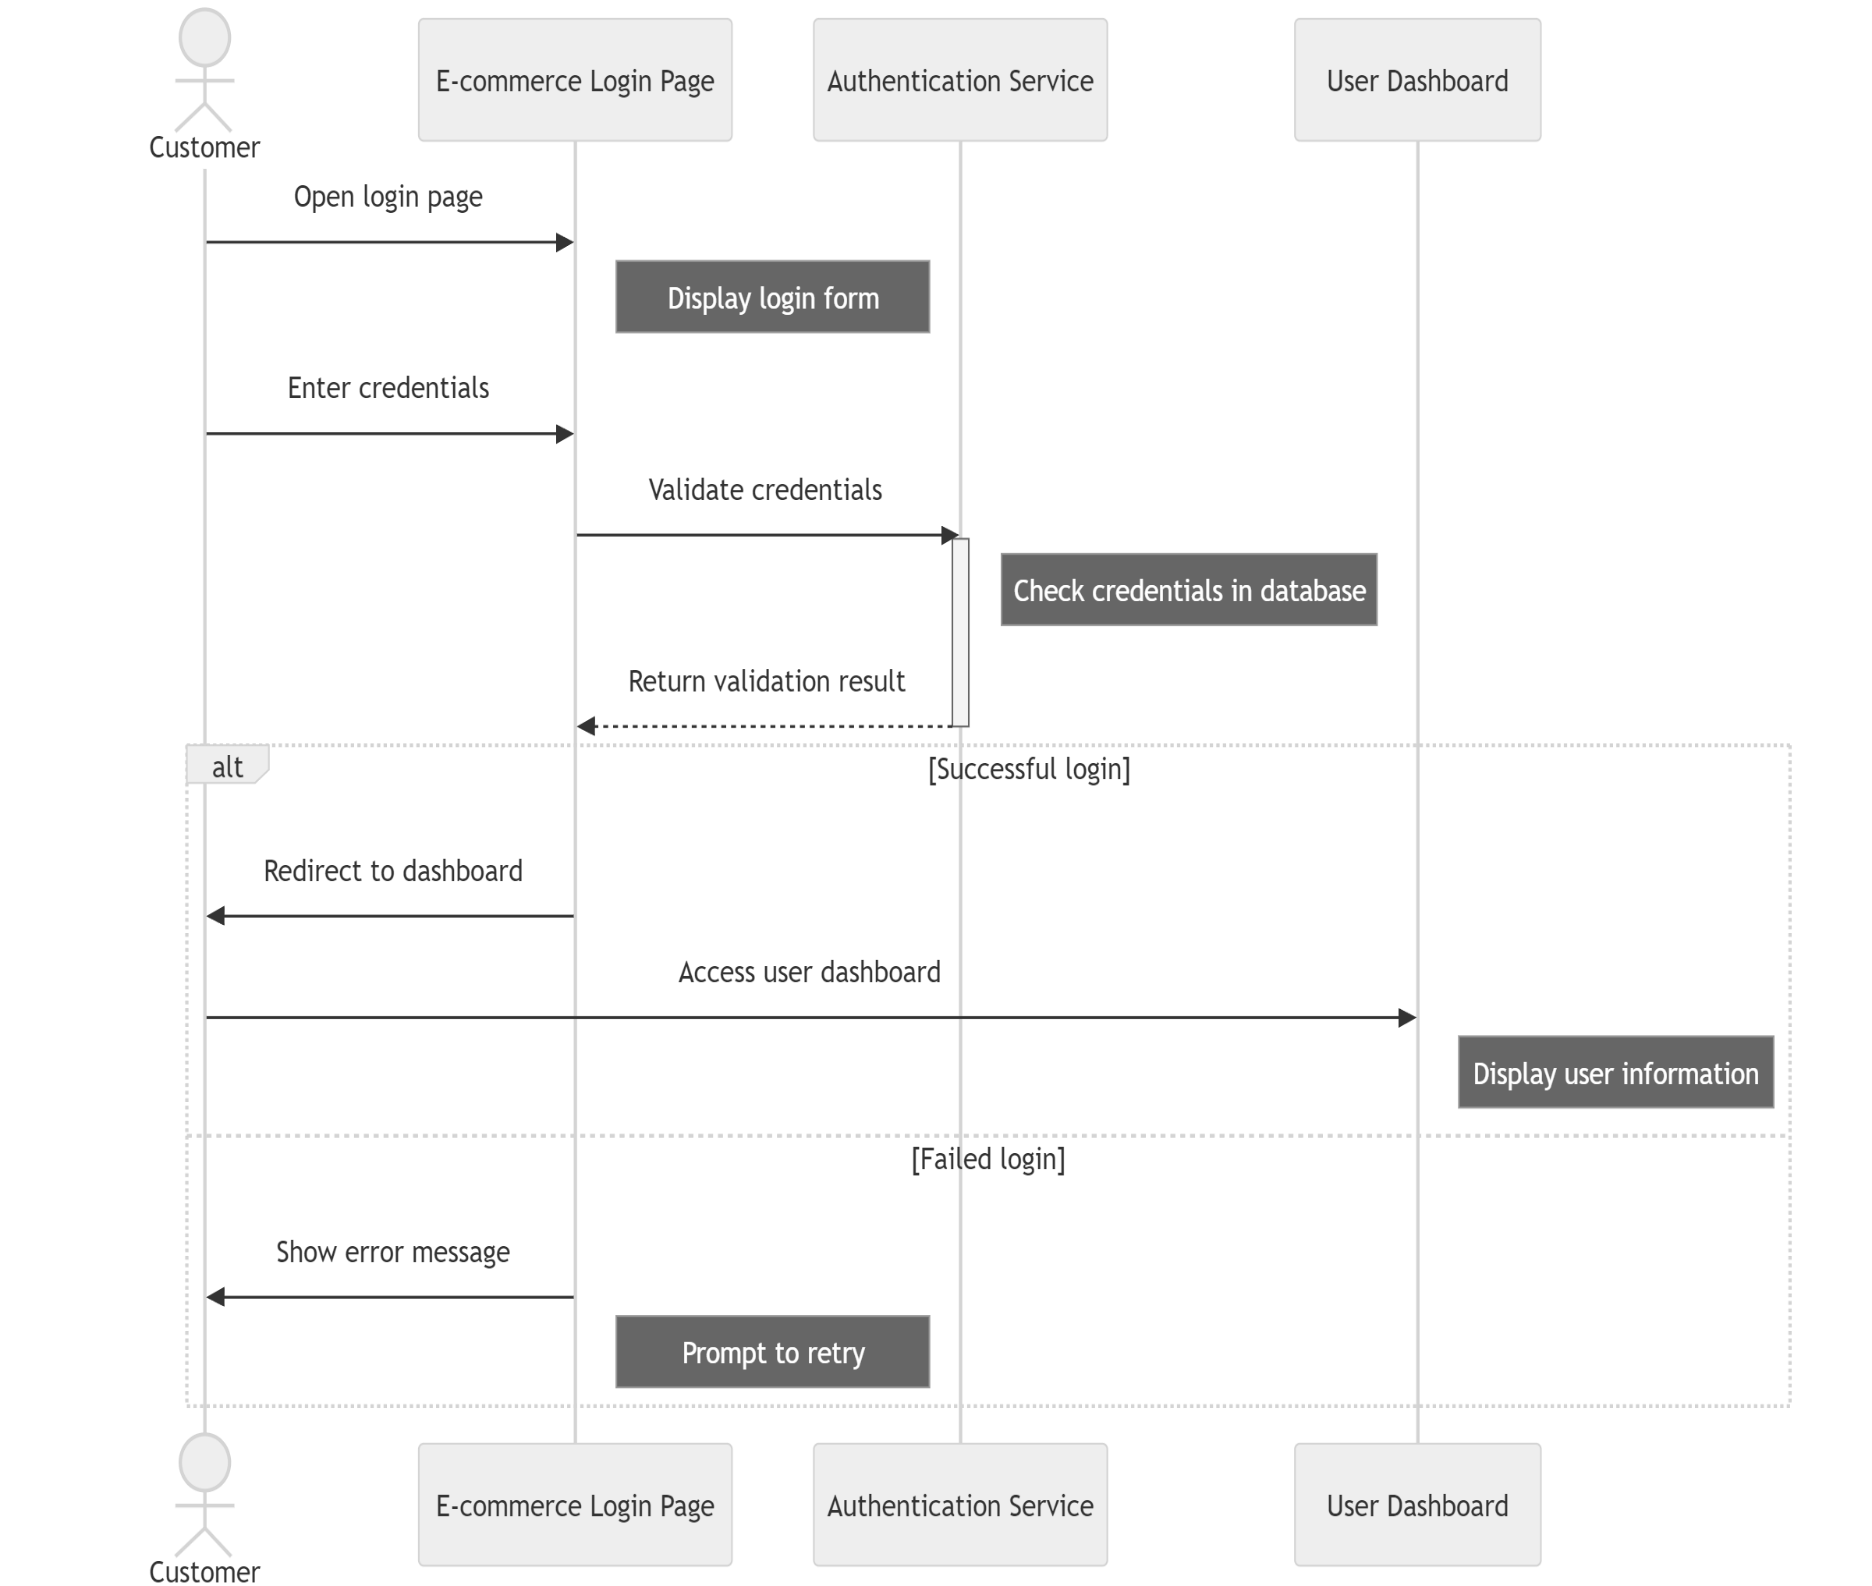 E-commerce Login Page
Authentication Service
User Dashboard
Customer
Open login page
Display login form
Enter credentials
Validate credentials
Check credentials in database
Return validation result
alt
[Successful login]
Redirect to dashboard
Access user dashboard
Display user information
[Failed login]
Show error message
Prompt to retry
E-commerce Login Page
Authentication Service
User Dashboard
Customer